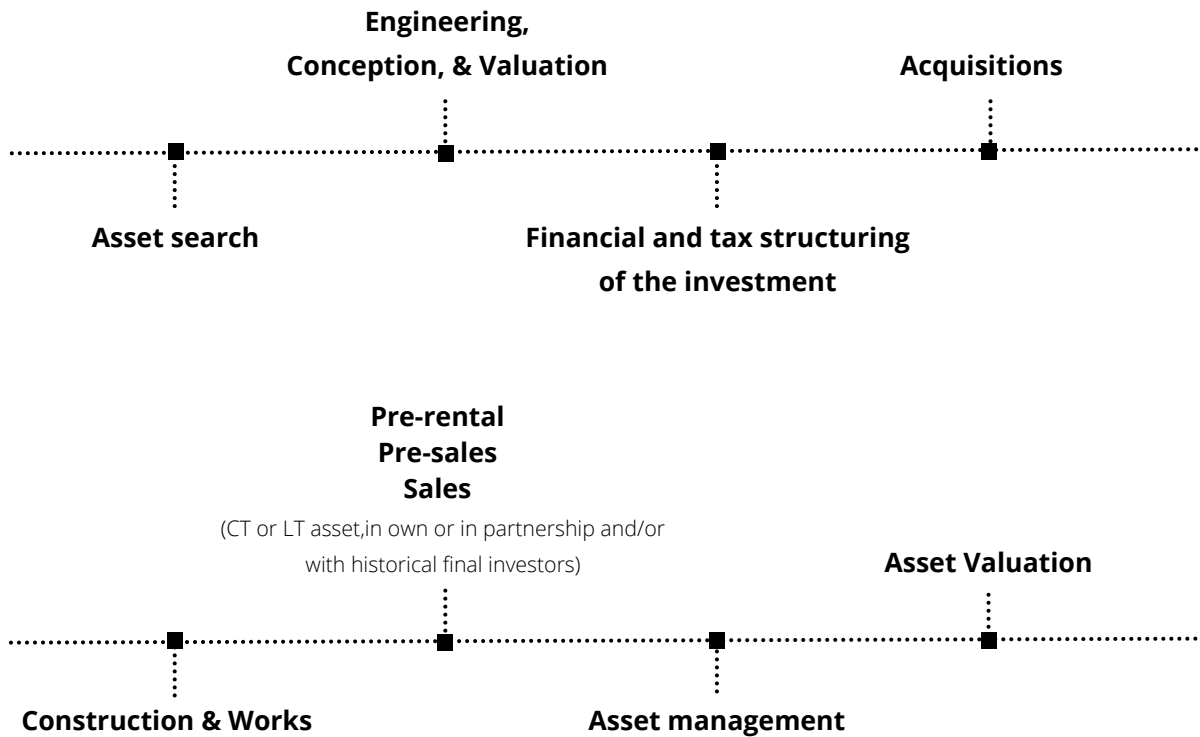 Engineering,
Conception, & Valuation
Acquisitions
Asset search
Financial and tax structuring
of the investment
Pre-rental
Pre-sales
Sales
(CT or LT asset,in own or in partnership and/or
with historical final investors)
Asset Valuation
Construction & Works
Asset management